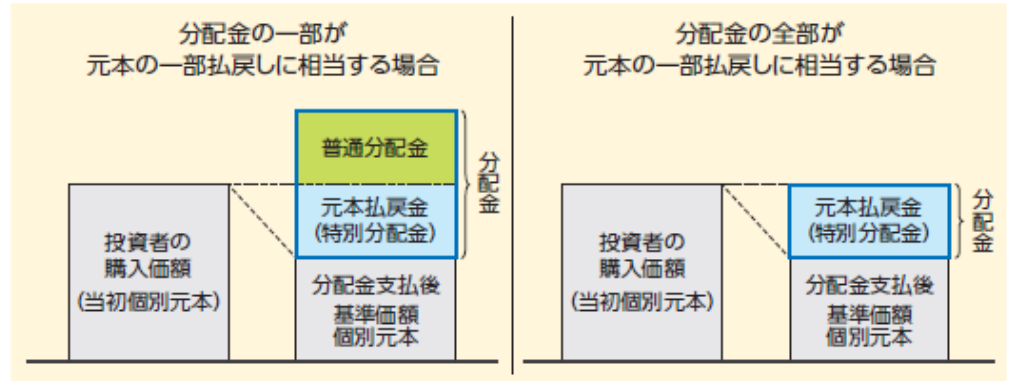 分配金の一部が
元本の一部払戻しに相当する場合
普通分配金
元本払戻金
(特別分配金)
分配金
投資者の
購入価額
(当初個別元本)
分配金支払後
基準価額
個別元本
分配金の全部が
元本の一部払戻しに相当する場合
元本払戻金
(特別分配金)
分配金
投資者の
購入価額
(当初個別元本)
分配金支払後
基準価額
個別元本